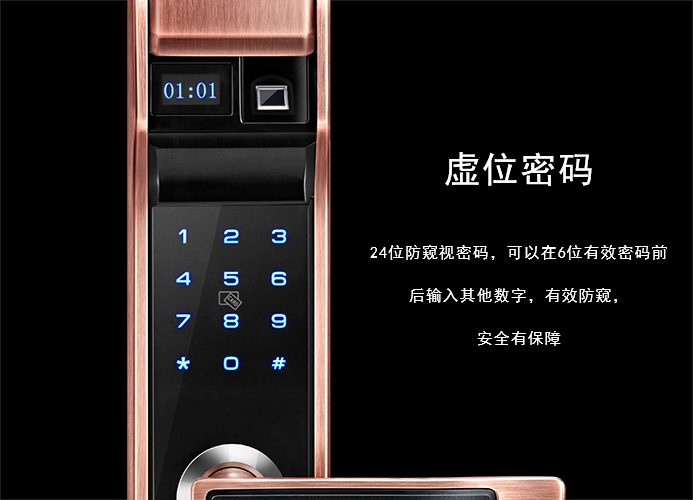 01:01
虚位密码
24位防窥视密码，可以在6位有效密码前
后输入其他数字，有效防窥，
安全有保障
1 2 3
4 5 6
CARD
7 8 9
* 0 #